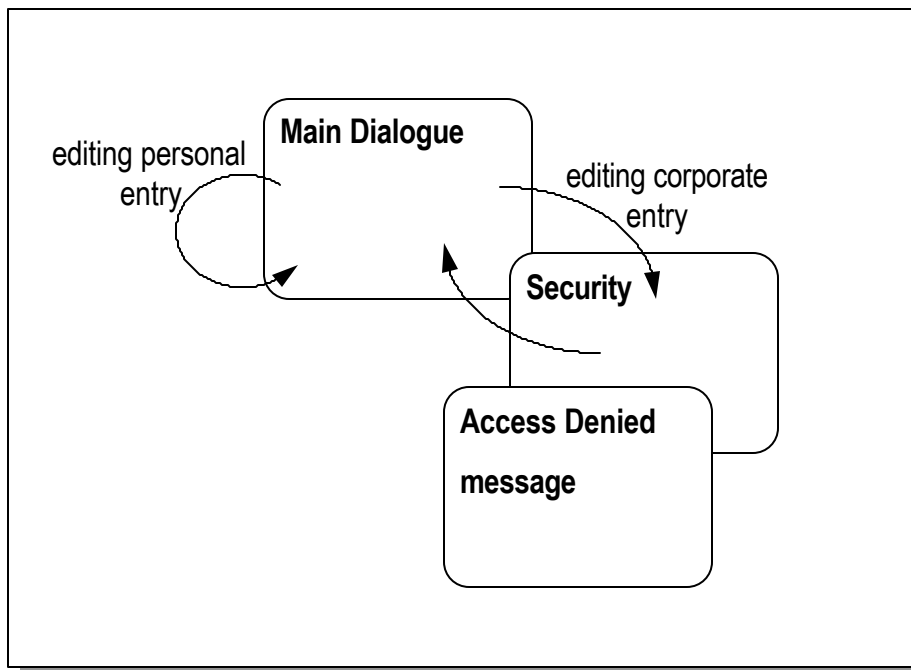 Main Dialogue
editing personal
entry
editing corporate
entry
Security
Access Denied
message